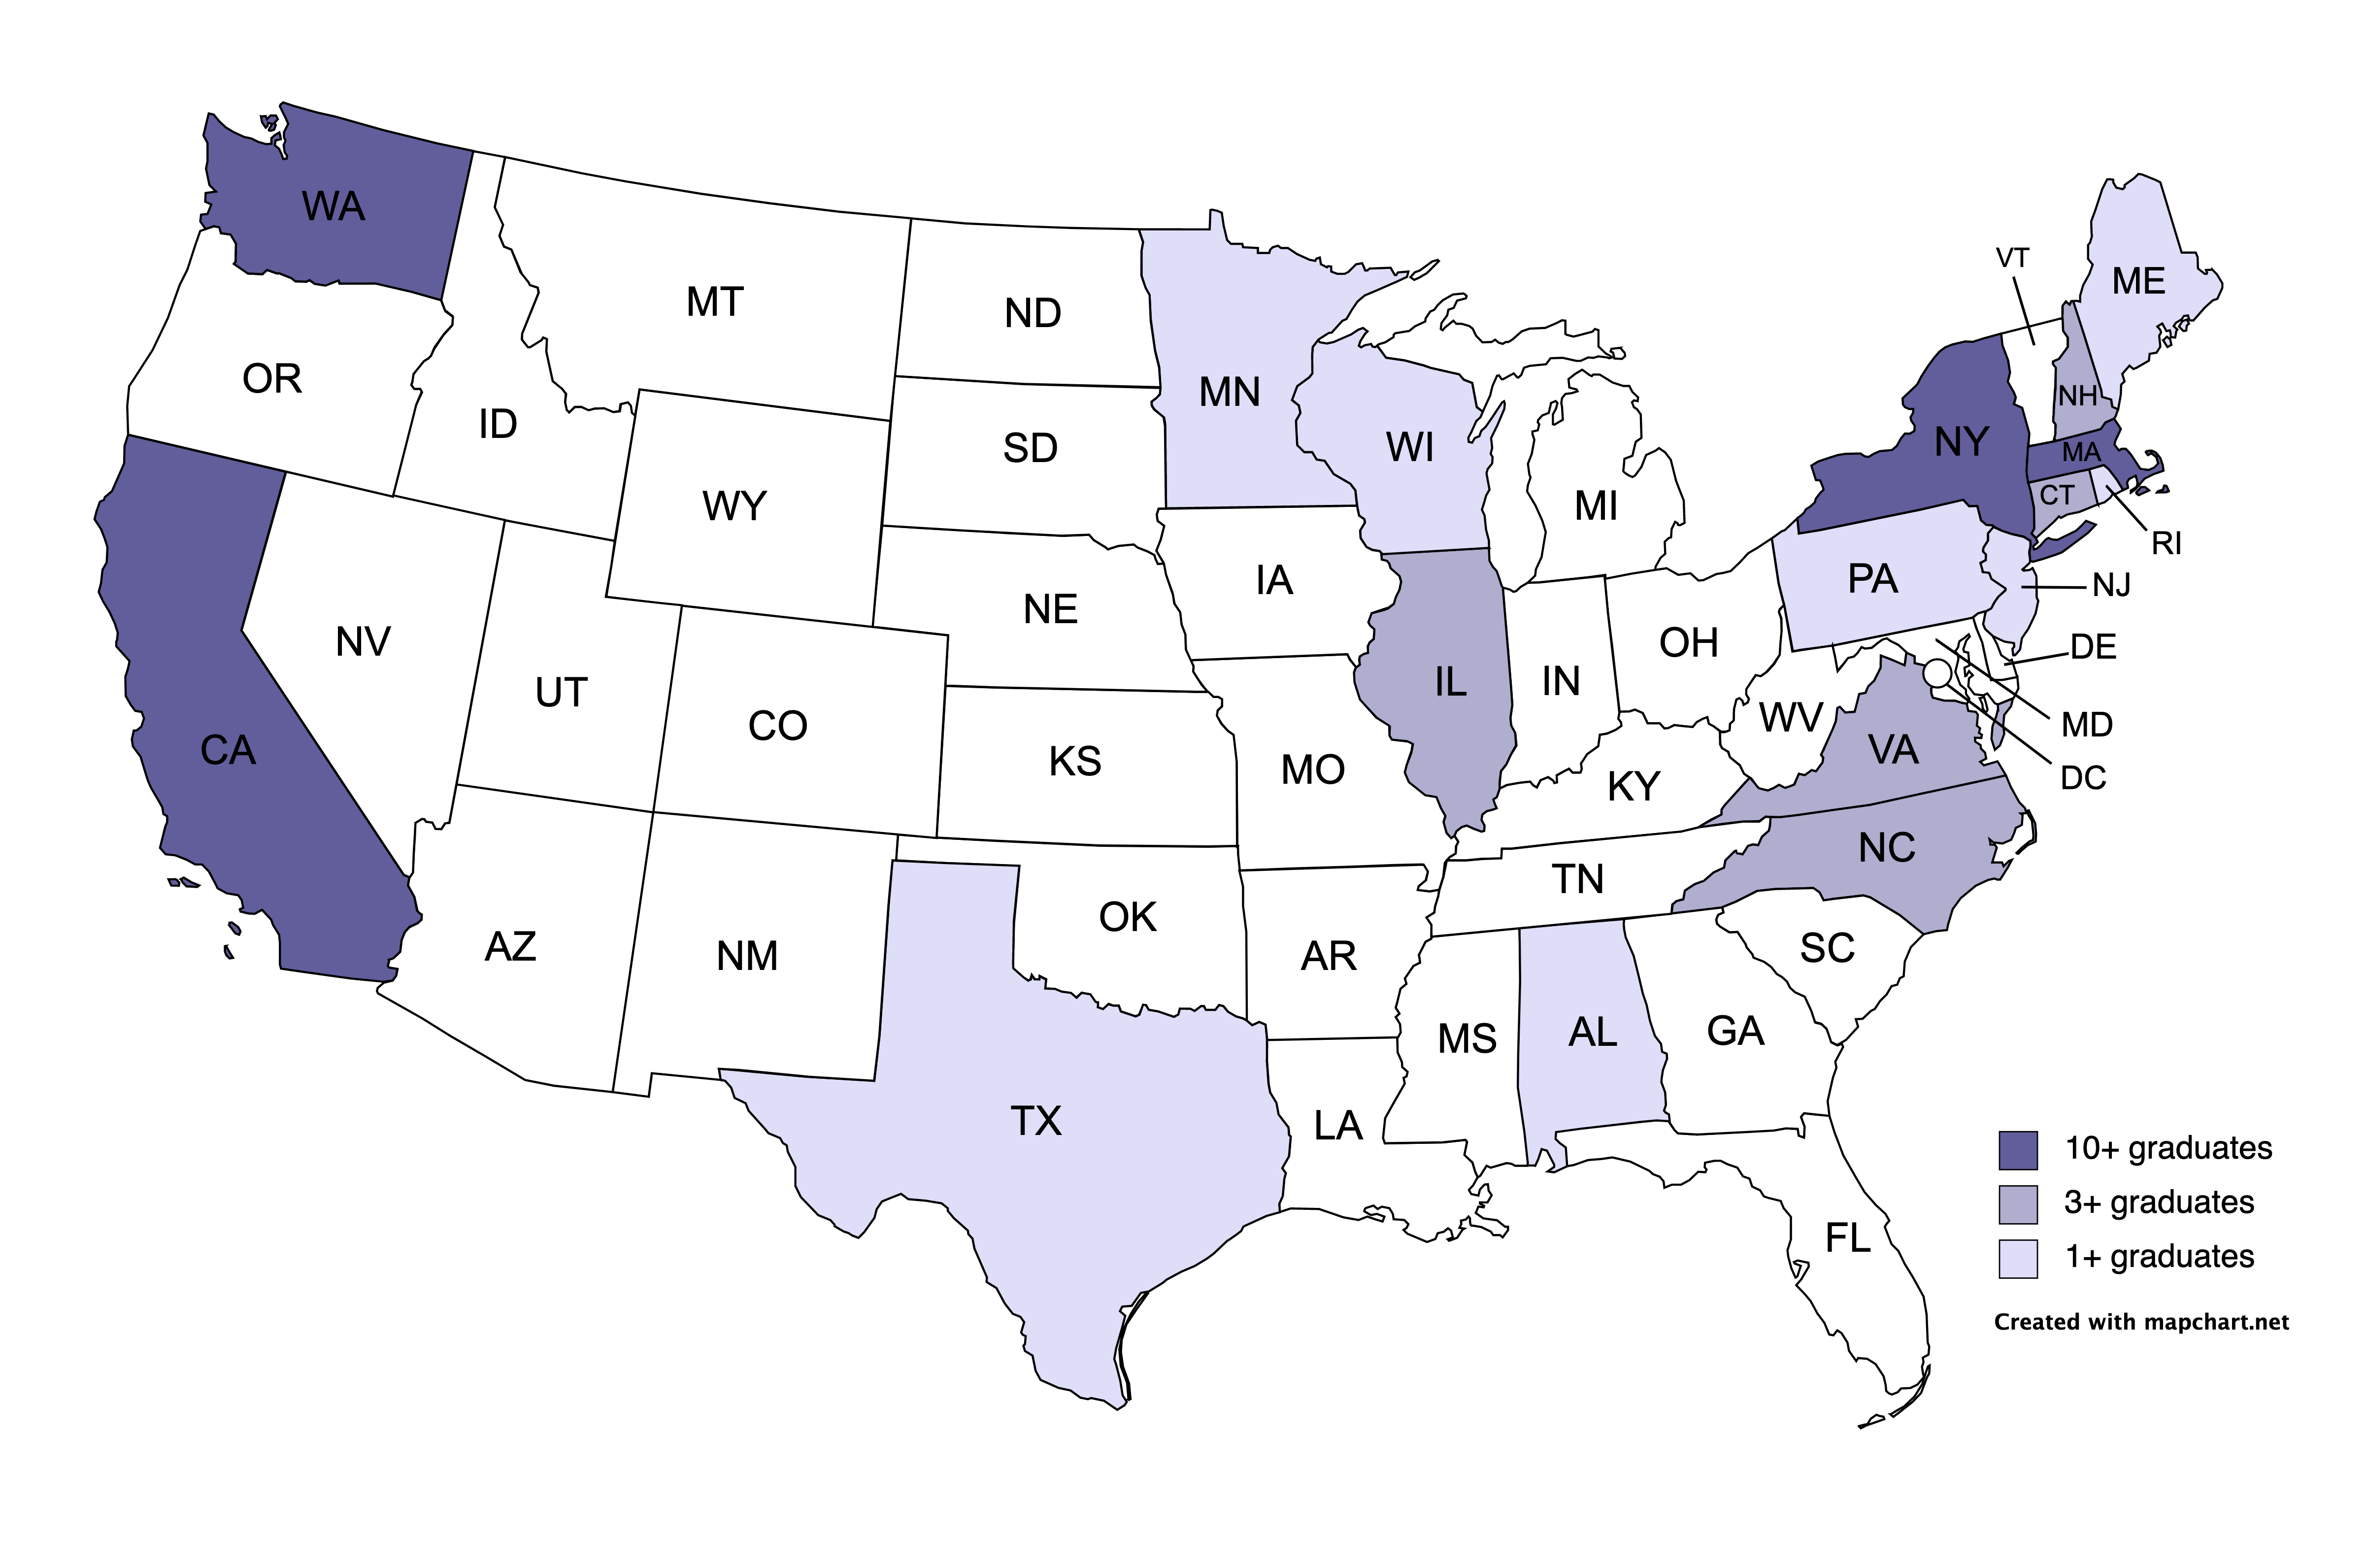 WA
VT
ME
MT
ND
OR
MN
NH
ID
NY
WI
SD
MA
CT
WY
MI
RI
IA
PA
NJ
NE
NV
OH
DE
IL
IN
UT
WV
CO
MD
CA
VA
KS
MO
DC
KY
NC
TN
OK
AZ
SC
NM
AR
GA
AL
MS
TX
LA
FL
10+ graduates
3+ graduates
1+ graduates
Created with mapchart.net